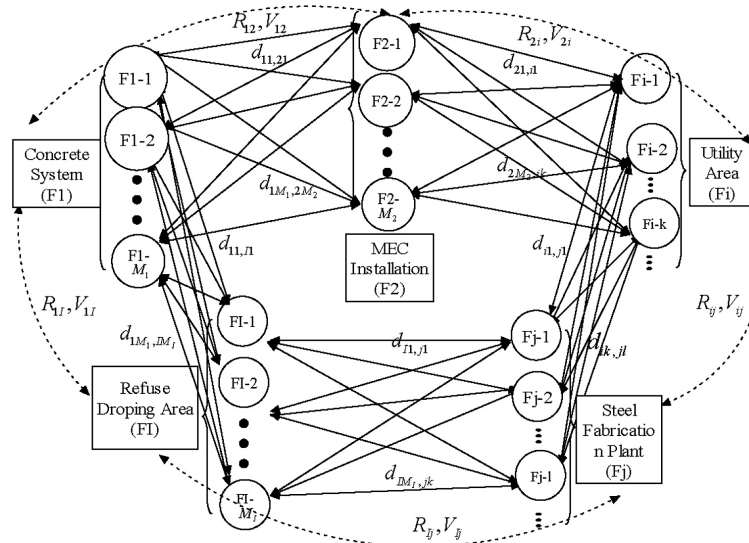 R12,V12
R2i,V2i
F1-1
F2-1
Fi-1
d11,21
d21,i1
F2-2
F1-2
Fi-2
Concrete
System
(F1)
Utility
Area
(Fi)
d1M1,2M2
d2M2,ik
F2-
M2
Fi-k
F1-
M1
d11,I1
MEC
Installation
(F2)
di1,j1
R1I,V1I
Rij,Vij
FI-1
Fj-1
d1M1,IMI
dI1,j1
dik,jl
Refuse
Droping Area
(FI)
FI-2
Fj-2
Steel
Fabricatio
n Plant
(Fj)
dIMI,jk
Fj-l
FI-
MI
RIj,VIj